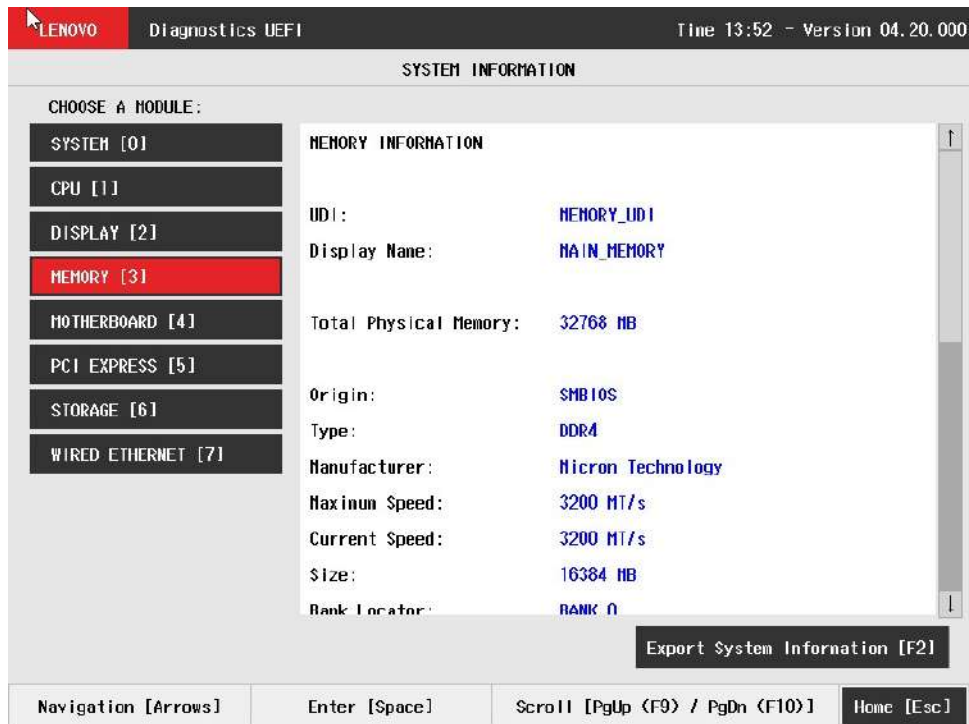 LENOVO Diagnostics UEFI Time 13:52 - Version 04.20.000
SYSTEM INFORMATION
CHOOSE A MODULE:
SYSTEM [0]
CPU [1]
DISPLAY [2]
MEMORY [3]
MOTHERBOARD [4]
PCI EXPRESS [5]
STORAGE [6]
WIRED ETHERNET [7]
MEMORY INFORMATION
UDI: MEMORY_UDI
Display Name: MAIN_MEMORY
Total Physical Memory: 32768 MB
Origin: SMBIOS
Type: DDR4
Manufacturer: Micron Technology
Maximum Speed: 3200 MT/s
Current Speed: 3200 MT/s
Size: 16384 MB
Bank Locator: BANK 0
Export System Information [F2]
Navigation [Arrows] Enter [Space] Scroll [PgUp (F9) / PgDn (F10)] Home [Esc]